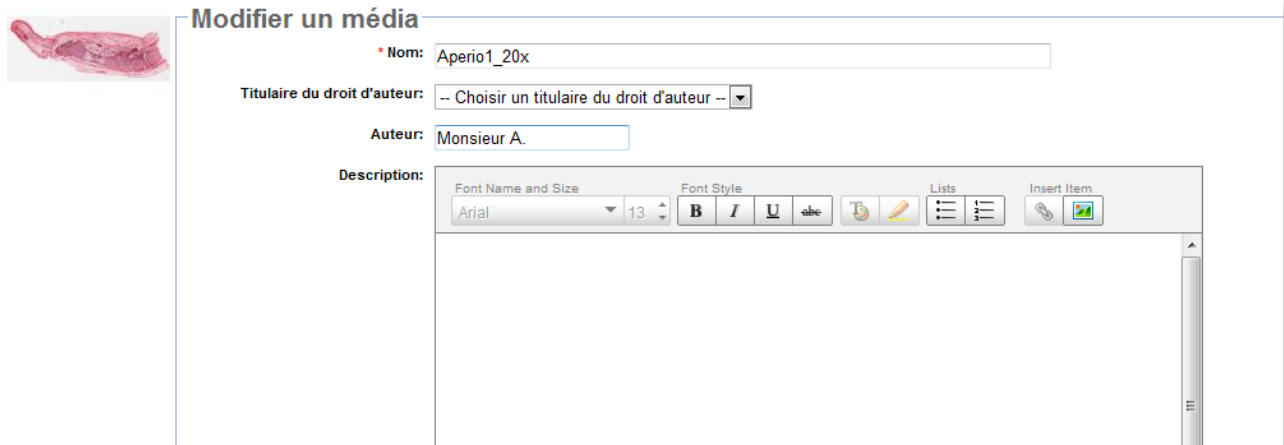 Modifier un média
* Nom: Aperio1_20x
Titulaire du droit d'auteur: -- Choisir un titulaire du droit d'auteur --
Auteur: Monsieur A.
Description:
Font Name and Size Font Style Lists Insert Item
Arial 13 B I U abc